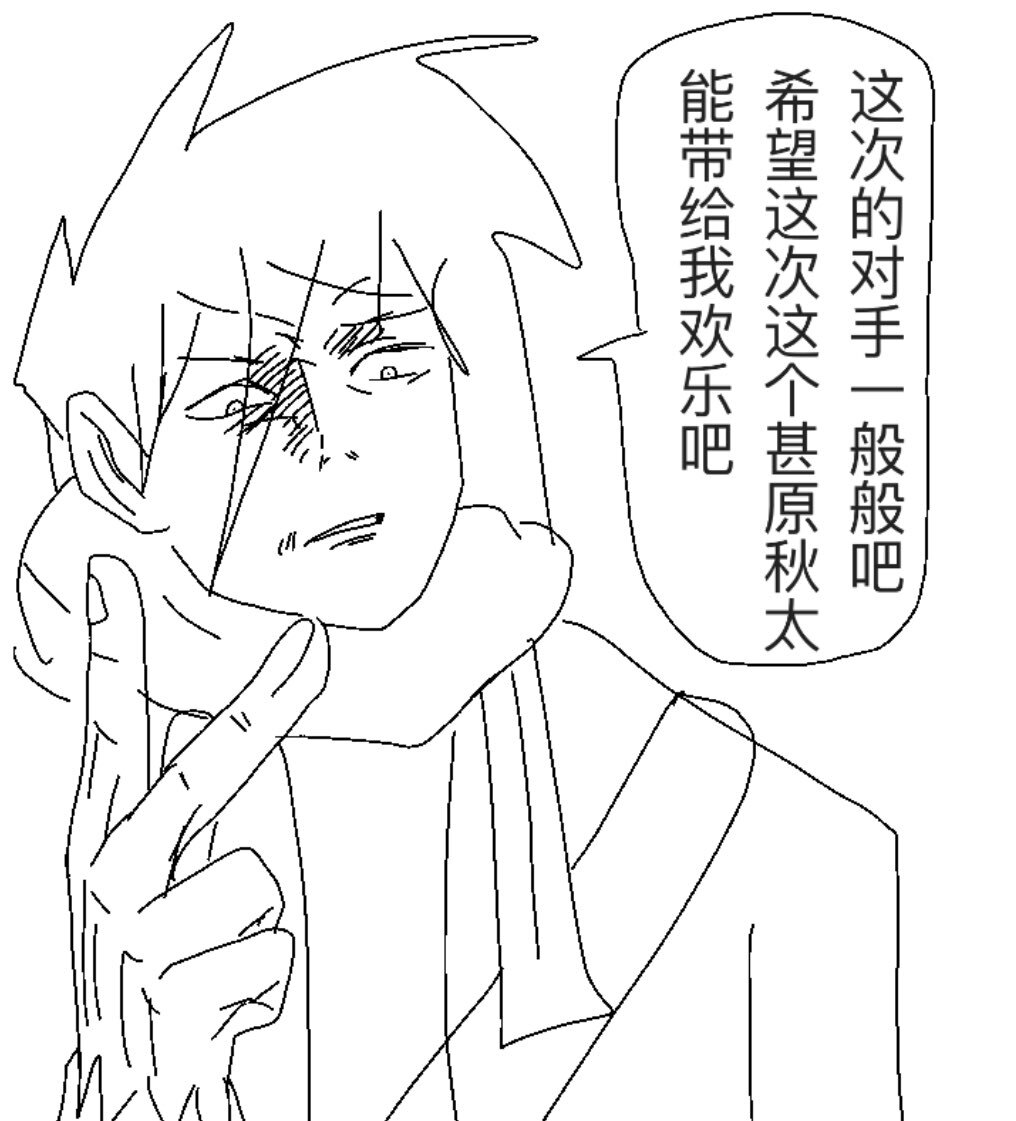 这次的对手一般般吧
希望这次这个甚原秋太
能带给我欢乐吧